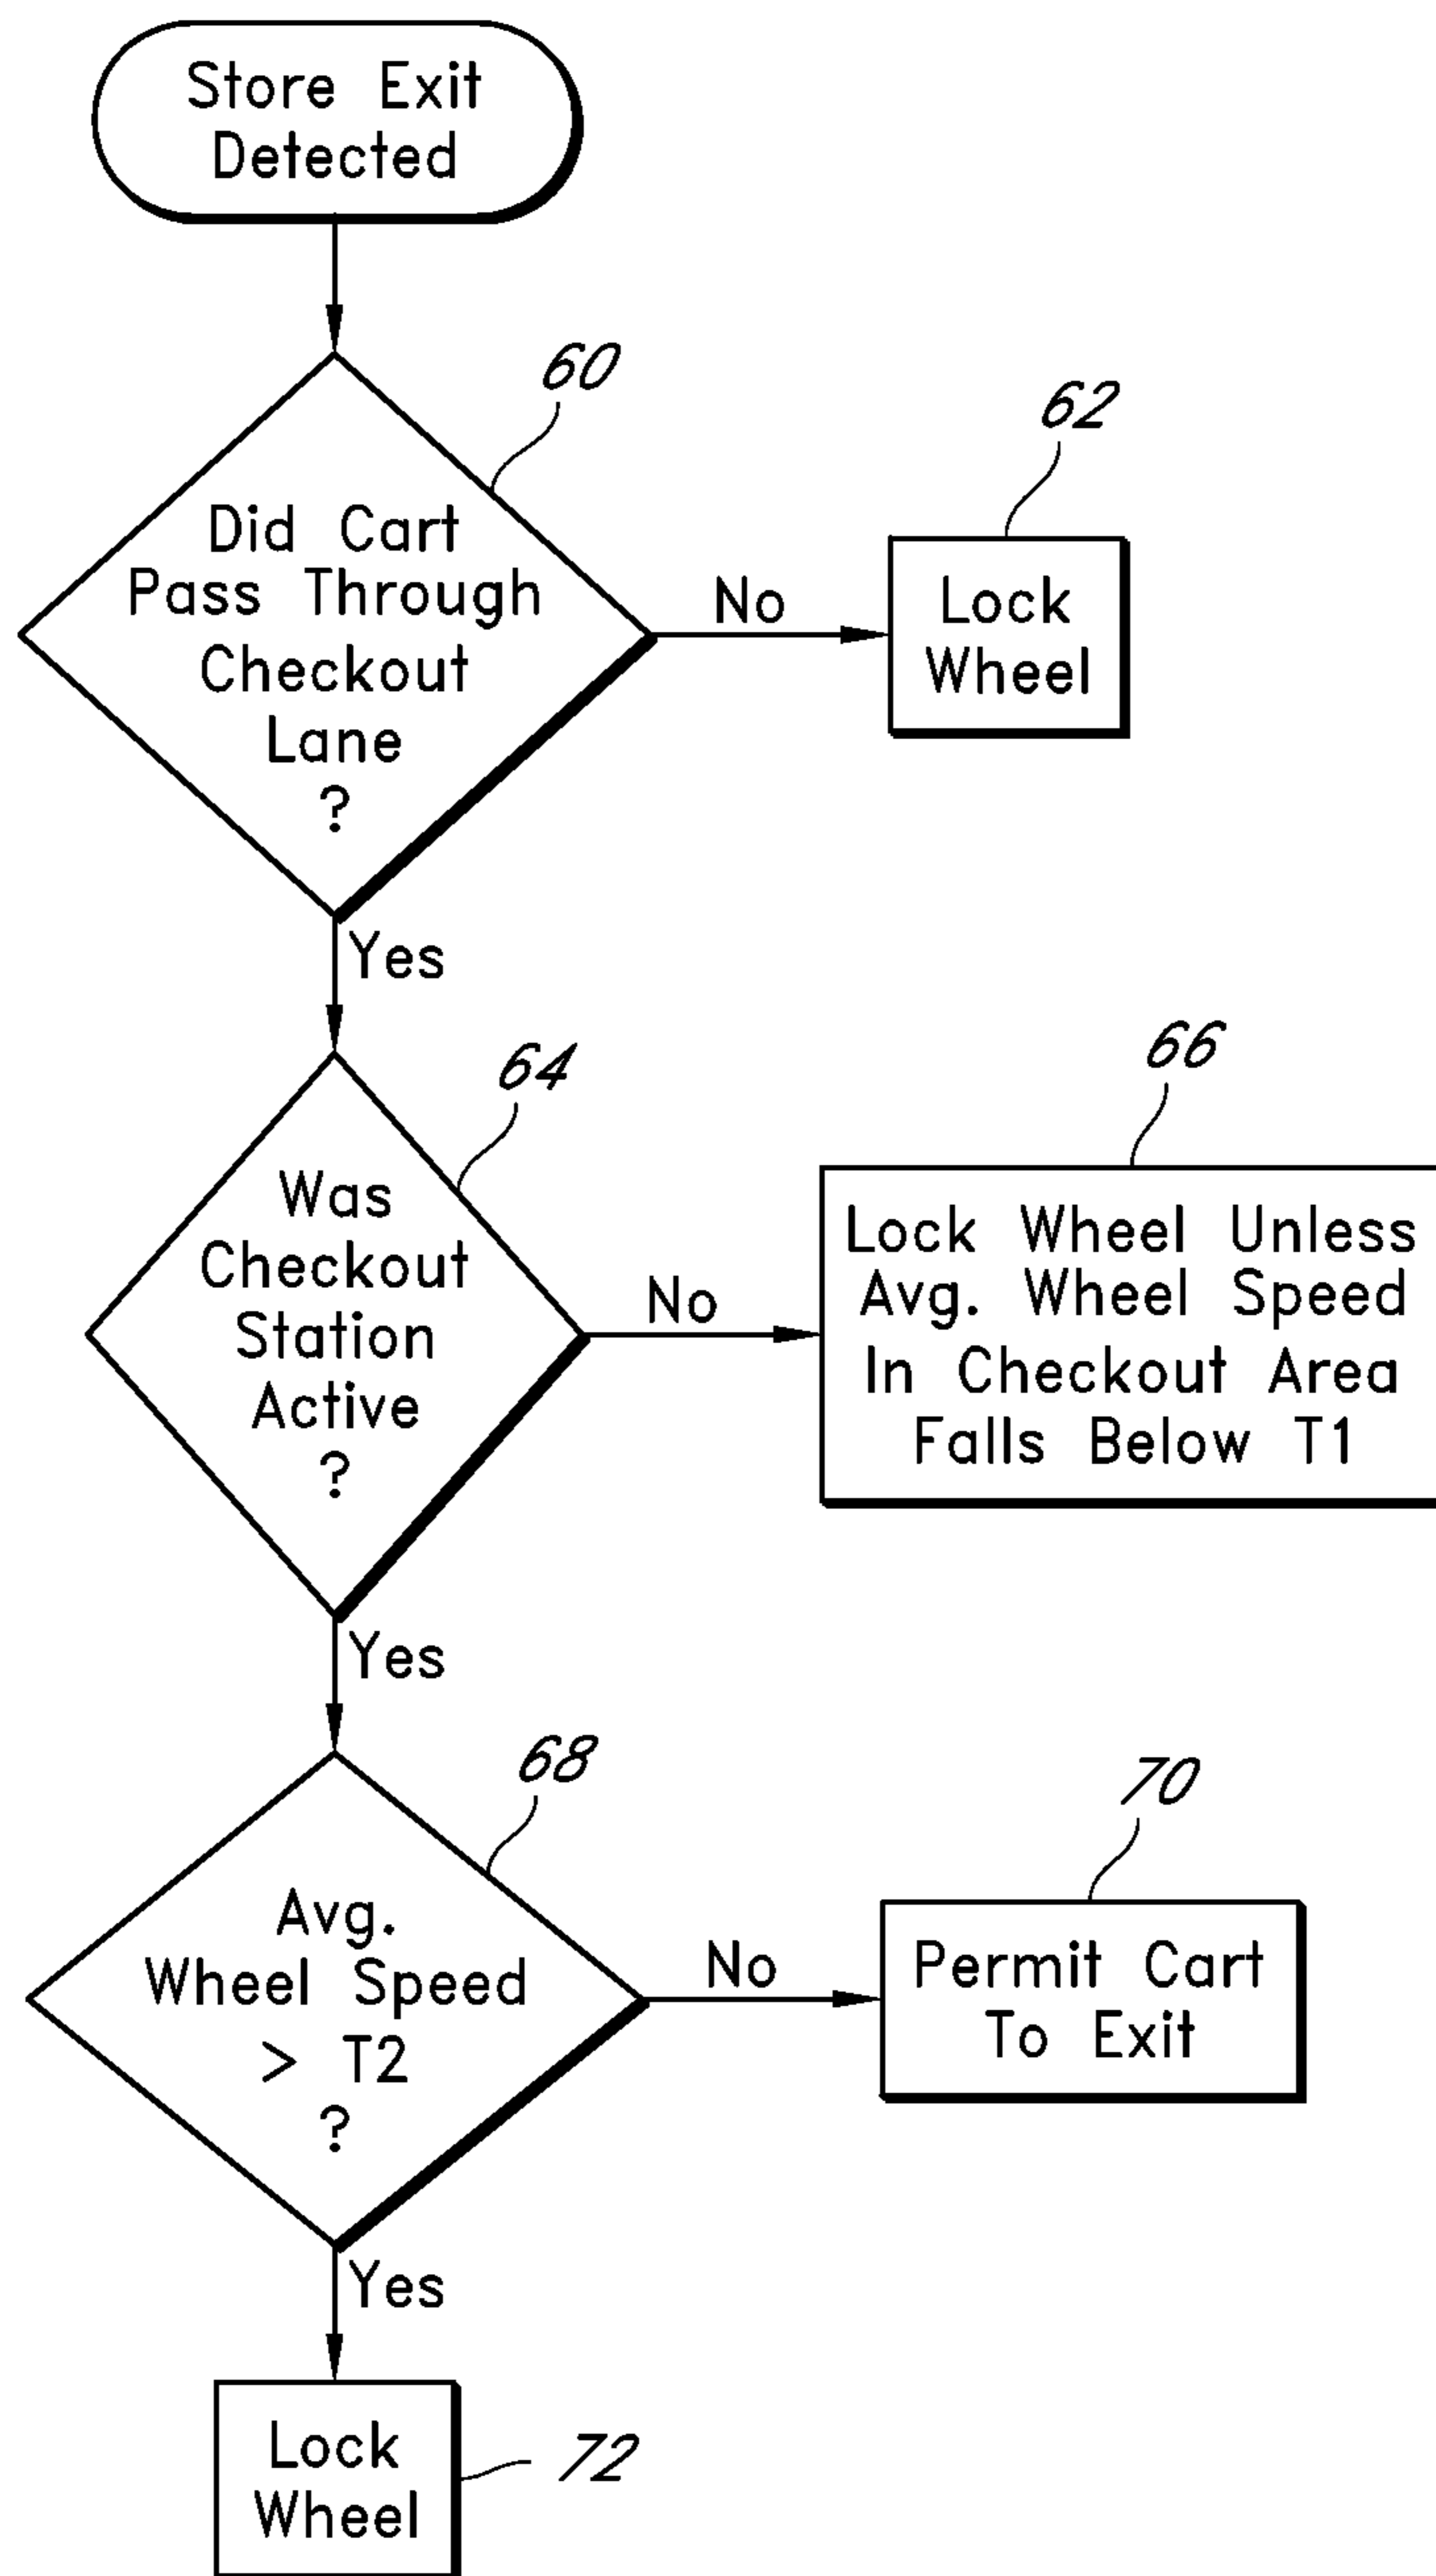 Store Exit
Detected
60
62
Did Cart
Pass Through
Checkout
Lane
?
No
Lock
Wheel
Yes
64
66
Was
Checkout
Station
Active
?
No
Lock Wheel Unless
Avg. Wheel Speed
In Checkout Area
Falls Below T1
Yes
68
70
Avg.
Wheel Speed
> T2
?
No
Permit Cart
To Exit
Yes
Lock
Wheel
72